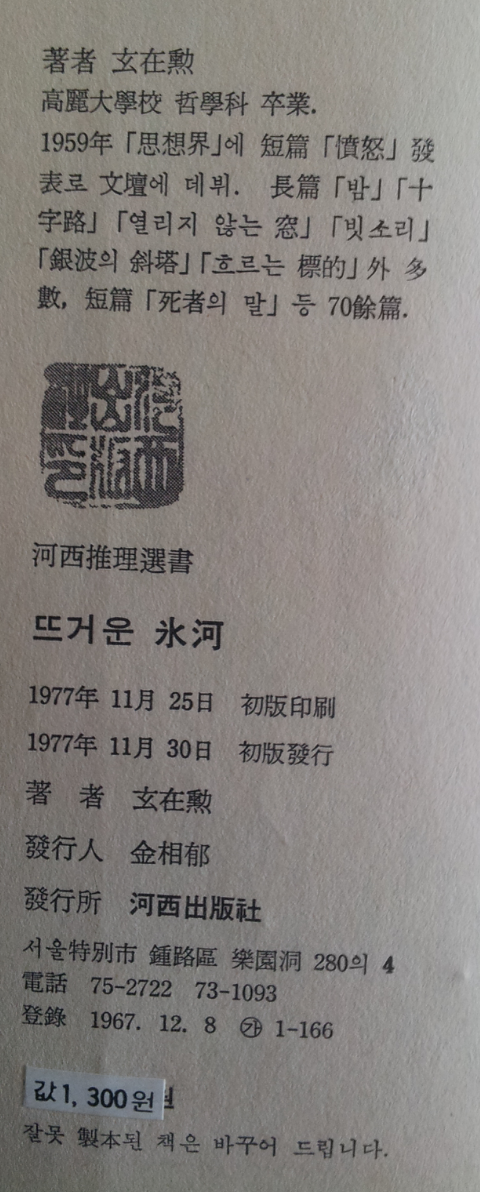 著者 玄在勲
高麗大學校 哲學科 卒業.
1959年「思想界」에 短篇「憤怒」發
表로 文壇에 데뷔. 長篇「밤」「十
字路」「열리지 않는 窓」「빗소리」
「銀波의 斜塔」「흐르는 標的」外 多
數, 短篇「死者의 말」등 70餘篇.
河西推理選書
뜨거운 氷河
1977年 11月 25日 初版印刷
1977年 11月 30日 初版發行
著 者 玄在勲
發行人 金相郁
發行所 河西出版社
서울特別市 鍾路區 樂園洞 280의 4
電話 75-2722 73-1093
登錄 1967. 12. 8 ㉮ 1-166
값 1, 300원
잘못 製本된 책은 바꾸어 드립니다.